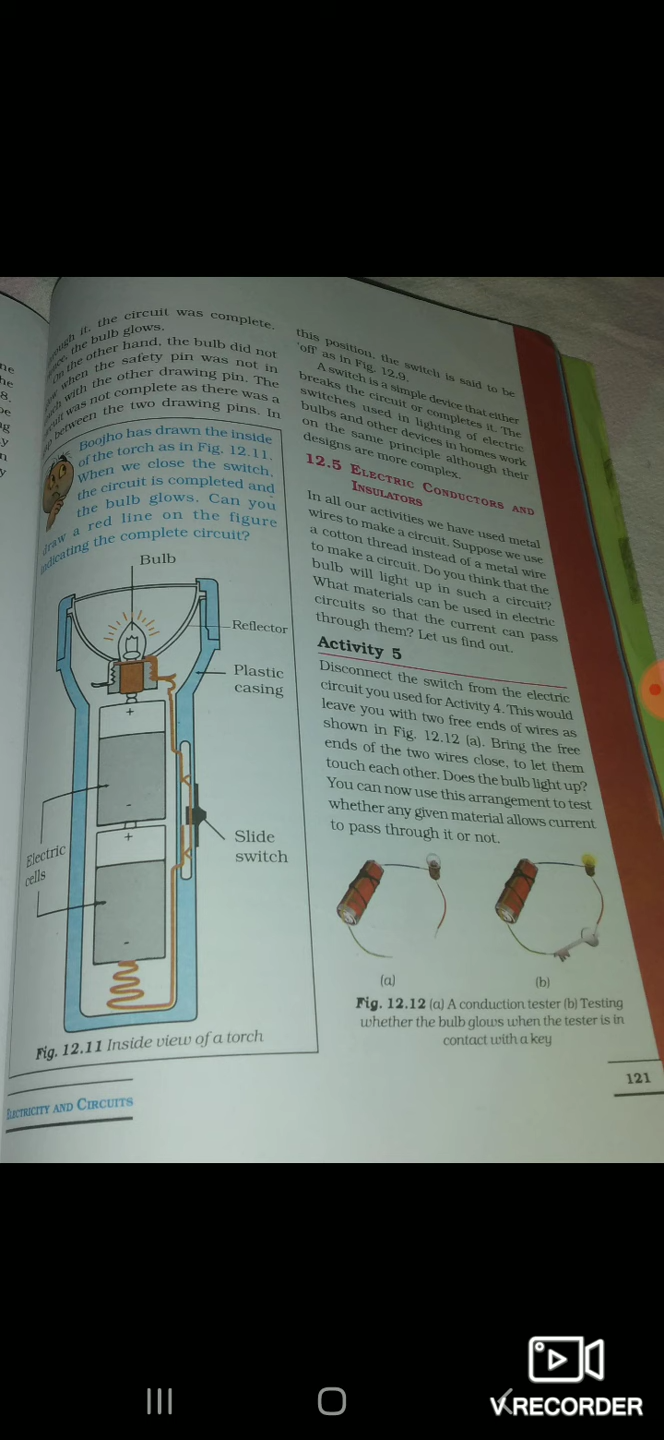 ne
he
8.
be
ng
y
n
y
it, the circuit was complete.
the bulb glows.
On the other hand, the bulb did not
when the safety pin was not in
with the other drawing pin. The
was not complete as there was a
between the two drawing pins. In
Boojho has drawn the inside
of the torch as in Fig. 12.11.
When we close the switch,
the circuit is completed and
the bulb glows. Can you
draw a red line on the figure
indicating the complete circuit?
Bulb
Reflector
Plastic
casing
+
-
+
Slide
switch
Electric
cells
-
Fig. 12.11 Inside view of a torch
ELECTRICITY AND CIRCUITS
this position, the switch is said to be
'off' as in Fig. 12.9.
A switch is a simple device that either
breaks the circuit or completes it. The
switches used in lighting of electric
bulbs and other devices in homes work
on the same principle although their
designs are more complex.
12.5 ELECTRIC CONDUCTORS AND
INSULATORS
In all our activities we have used metal
wires to make a circuit. Suppose we use
a cotton thread instead of a metal wire
to make a circuit. Do you think that the
bulb will light up in such a circuit?
What materials can be used in electric
circuits so that the current can pass
through them? Let us find out.
Activity 5
Disconnect the switch from the electric
circuit you used for Activity 4. This would
leave you with two free ends of wires as
shown in Fig. 12.12 (a). Bring the free
ends of the two wires close, to let them
touch each other. Does the bulb light up?
You can now use this arrangement to test
whether any given material allows current
to pass through it or not.
(a)
(b)
Fig. 12.12 (a) A conduction tester (b) Testing
whether the bulb glows when the tester is in
contact with a key
121
V RECORDER